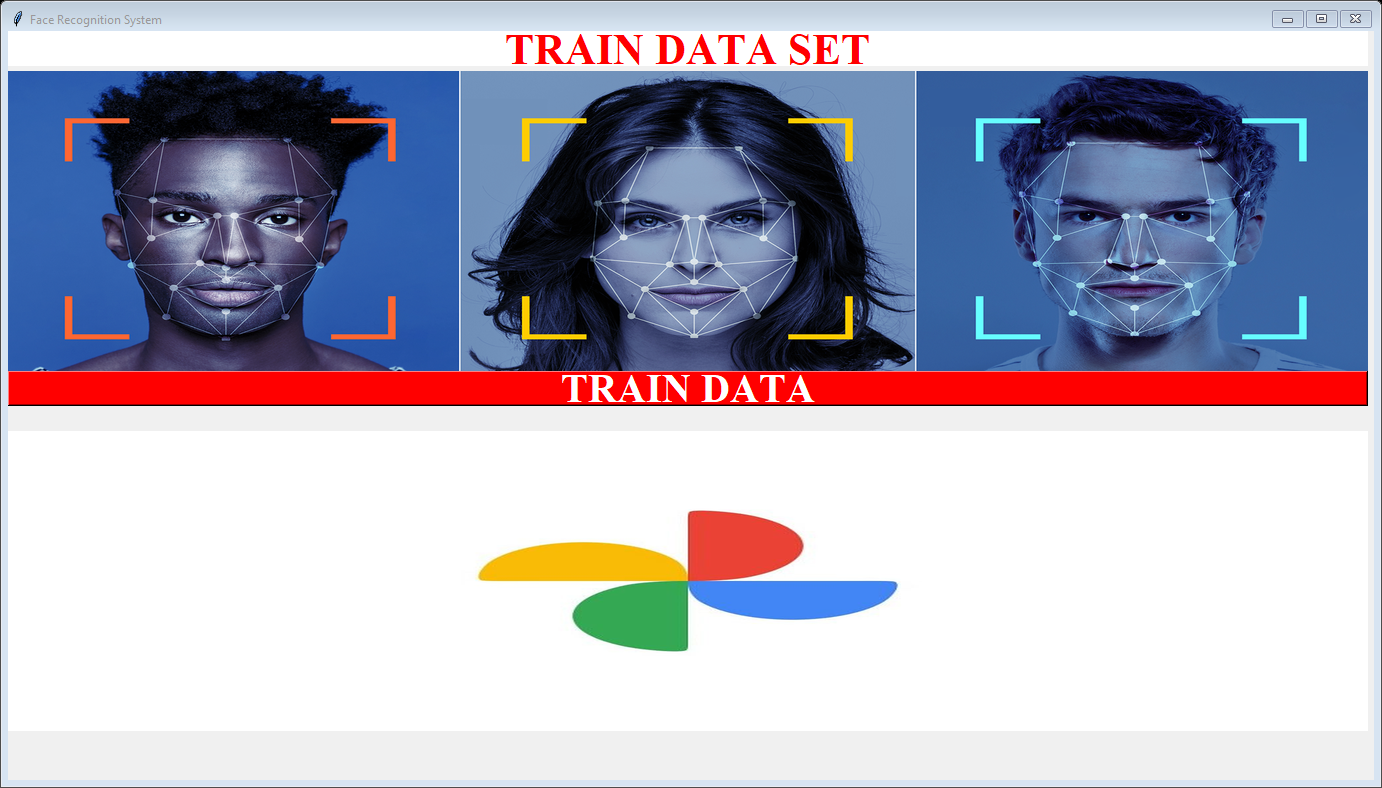 Face Recognition System
TRAIN DATA SET
TRAIN DATA